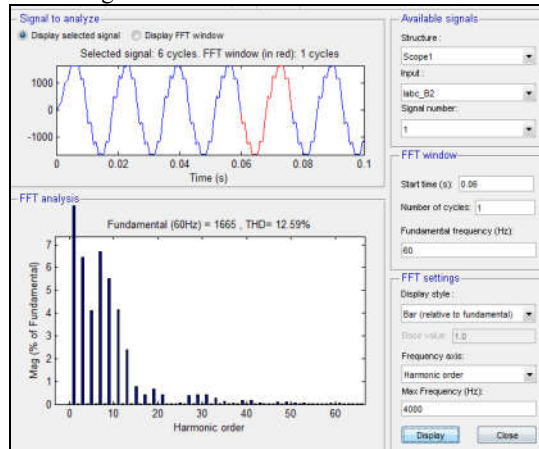 Signal to analyze
Display selected signal Display FFT window
Selected signal: 6 cycles. FFT window (in red): 1 cycles
1000
0
-1000
0 0.02 0.04 0.06 0.08 0.1
Time (s)
FFT analysis
Fundamental (60Hz) = 1665 , THD= 12.59%
Mag (% of Fundamental)
7
6
5
4
3
2
1
0
0 10 20 30 40 50 60
Harmonic order
Available signals
Structure :
Scope1
Input :
Iabc_B2
Signal number:
1
FFT window
Start time (s): 0.06
Number of cycles: 1
Fundamental frequency (Hz):
60
FFT settings
Display style :
Bar (relative to fundamental)
Base value: 1.0
Frequency axis:
Harmonic order
Max Frequency (Hz):
4000
Display Close